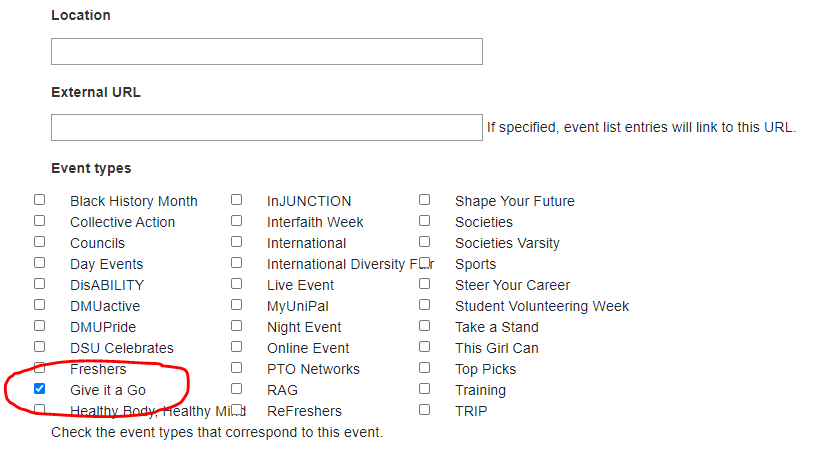 Location
External URL
If specified, event list entries will link to this URL.
Event types
Black History Month InJUNCTION Shape Your Future
Collective Action Interfaith Week Societies
Councils International Societies Varsity
Day Events International Diversity Fair Sports
DisABILITY Live Event Steer Your Career
DMUactive MyUniPal Student Volunteering Week
DMUPride Night Event Take a Stand
DSU Celebrates Online Event This Girl Can
Freshers PTO Networks Top Picks
Give it a Go RAG Training
Healthy Body, Healthy Mind ReFreshers TRIP
Check the event types that correspond to this event.